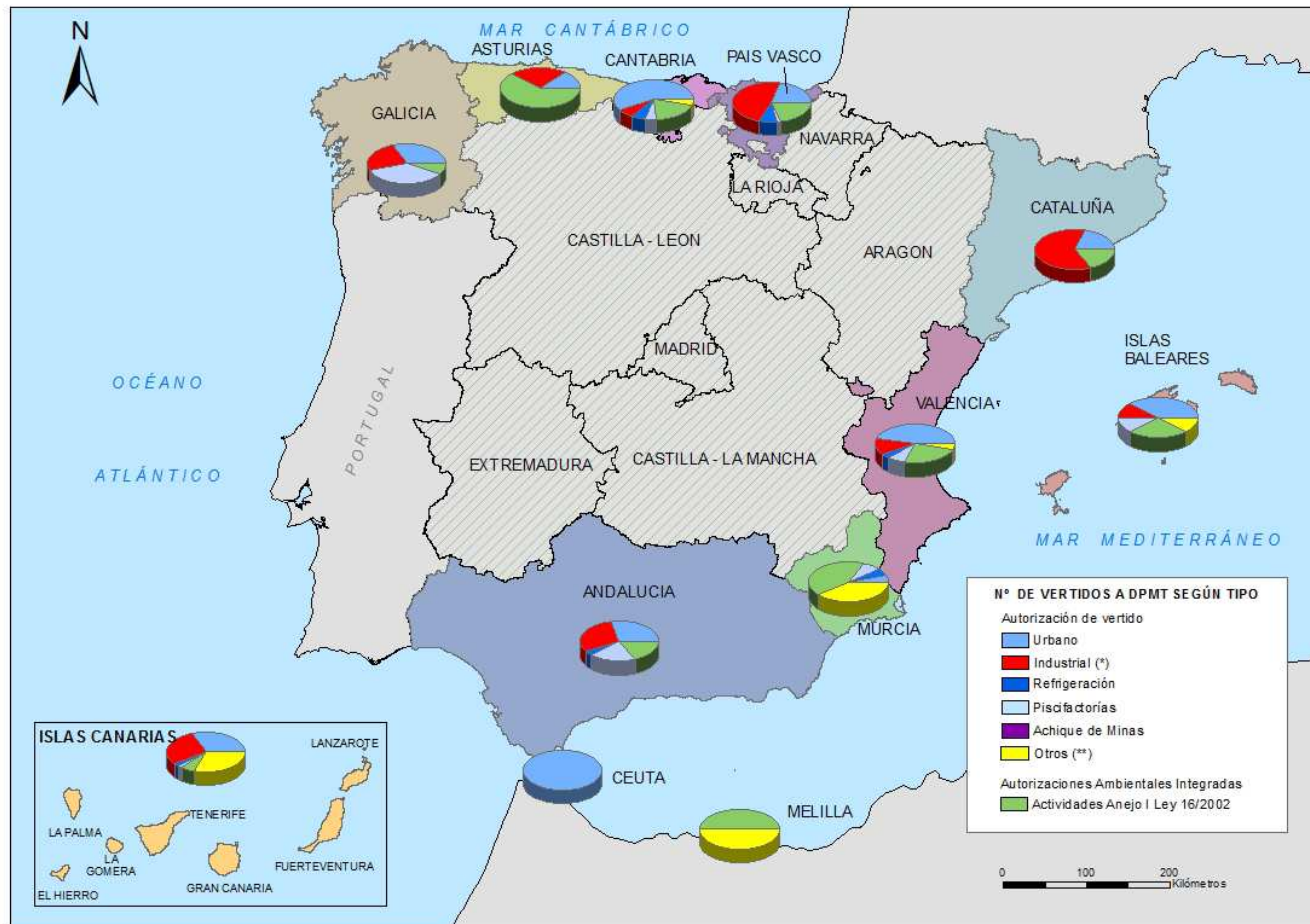 N
MAR CANTÁBRICO
ASTURIAS
CANTABRIA
PAIS VASCO
GALICIA
NAVARRA
LA RIOJA
CATALUÑA
CASTILLA - LEON
ARAGON
MADRID
ISLAS
BALEARES
OCÉANO
ATLÁNTICO
PORTUGAL
VALENCIA
EXTREMADURA
CASTILLA - LA MANCHA
MAR MEDITERRÁNEO
ANDALUCIA
MURCIA
CEUTA
MELILLA
ISLAS CANARIAS
LANZAROTE
LA PALMA
TENERIFE
LA
GOMERA
FUERTEVENTURA
EL HIERRO
GRAN CANARIA
Nº DE VERTIDOS A DPMT SEGÚN TIPO
Autorización de vertido
Urbano
Industrial (*)
Refrigeración
Piscifactorías
Achique de Minas
Otros (**)
Autorizaciones Ambientales Integradas
Actividades Anejo I Ley 16/2002
0 100 200
Kilómetros